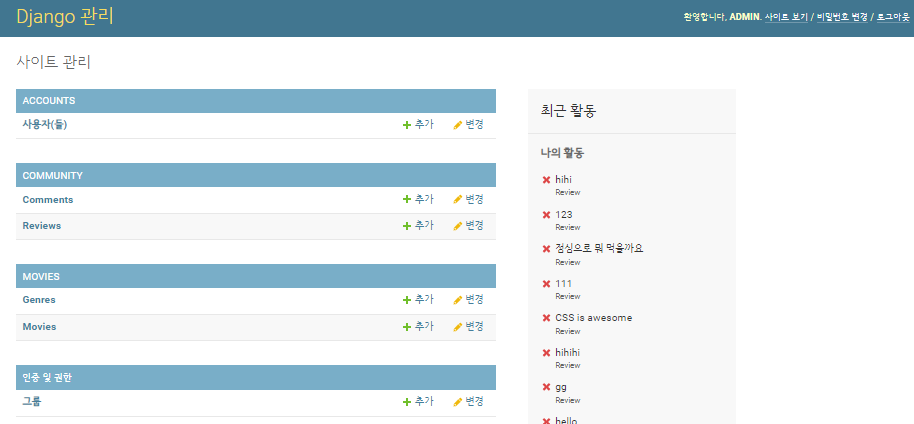 Django 관리
환영합니다, ADMIN. 사이트 보기 / 비밀번호 변경 / 로그아웃
사이트 관리
ACCOUNTS
사용자(들) 추가 변경
COMMUNITY
Comments 추가 변경
Reviews 추가 변경
MOVIES
Genres 추가 변경
Movies 추가 변경
인증 및 권한
그룹 추가 변경
최근 활동
나의 활동
hihi
Review
123
Review
점심으로 뭐 먹을까요
Review
111
Review
CSS is awesome
Review
hihihi
Review
gg
Review
hello